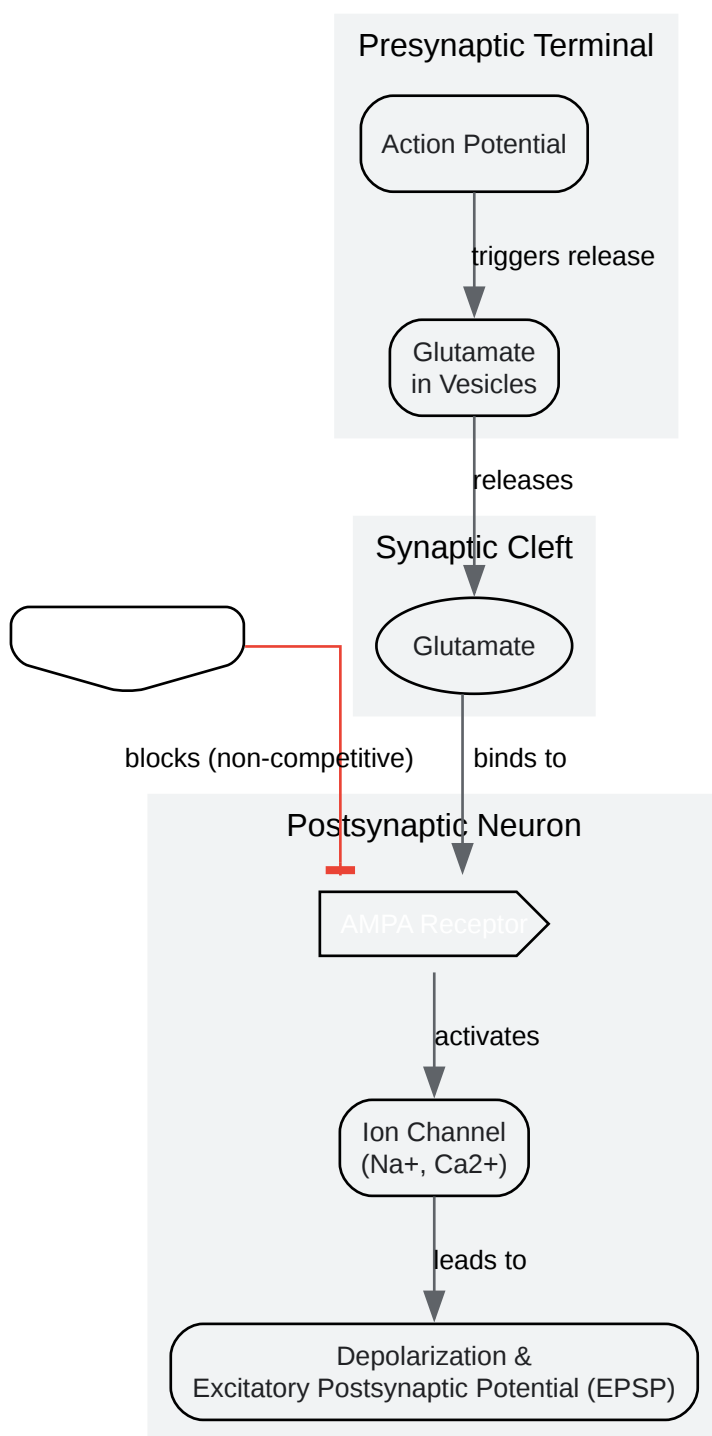 Presynaptic Terminal
Action Potential
triggers release
Glutamate
in Vesicles
releases
Synaptic Cleft
Glutamate
blocks (non-competitive)
binds to
Postsynaptic Neuron
AMPA Receptor
activates
Ion Channel
(Na+, Ca2+)
leads to
Depolarization &
Excitatory Postsynaptic Potential (EPSP)